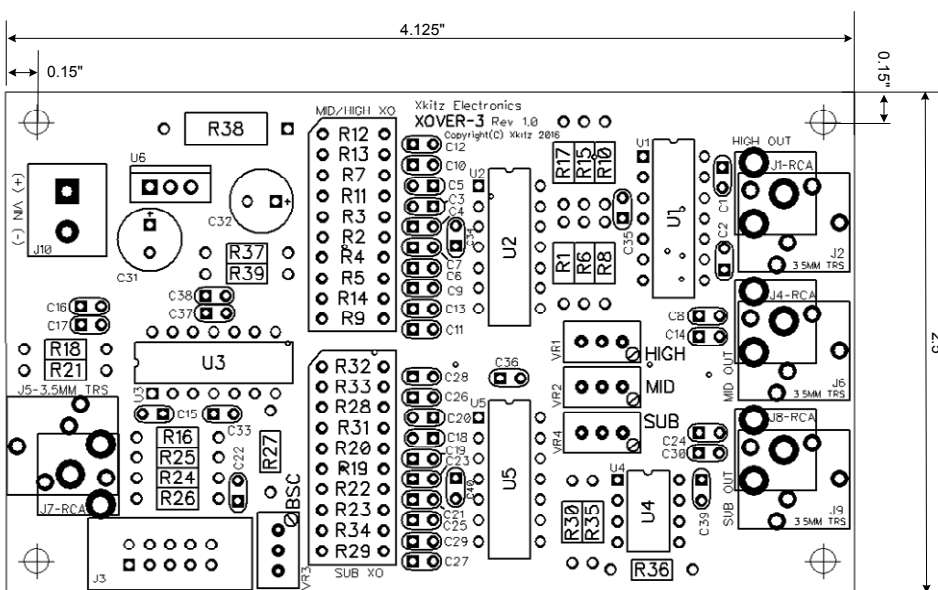 4.125"
0.15"
0.15"
2.5"
Xkitz Electronics
XOVER-3 Rev 1.0
Copyright(C) Xkitz 2016
MID/HIGH XO
R38
VIN (+)
(-)
J10
U6
C32
C31
R37
R39
C38
C37
C16
C17
R18
R21
J5-3.5MM TRS
U3
U3
C15
C33
R16
R25
R24
R26
C22
R27
J7-RCA
J3
BSC
VR3
R12
R13
R7
R11
R3
R2
R4
R5
R14
R9
C12
C10
C5
C3
C4
C34
C7
C6
C9
C13
C11
R32
R33
R28
R31
R20
R19
R22
R23
R34
R29
SUB XO
C28
C26
C20
C18
C19
C23
C40
C21
C25
C29
C27
U2
U2
U5
U5
C36
R17
R15
R10
R1
R6
R8
C35
U1
U1
C1
C2
HIGH OUT
J1-RCA
J2
3.5MM TRS
VR1
HIGH
VR2
MID
VR4
SUB
C8
C14
MID OUT
J4-RCA
J6
3.5MM TRS
C24
C30
C39
SUB OUT
J8-RCA
J9
3.5MM TRS
U4
U4
R30
R35
R36